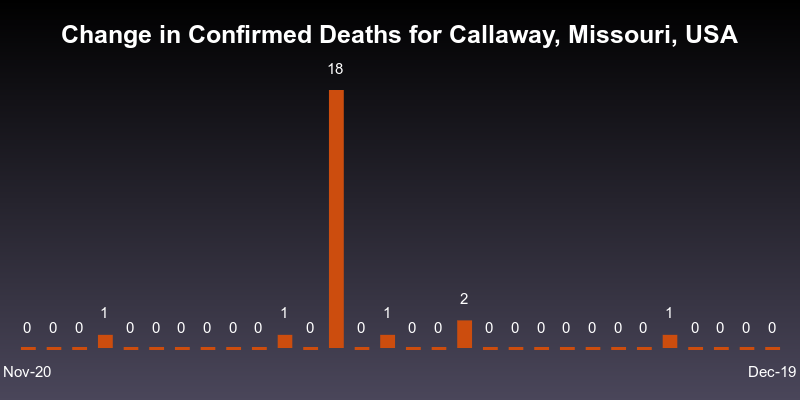 Change in Confirmed Deaths for Callaway, Missouri, USA
18
2
1 1 1 1
0 0 0 0 0 0 0 0 0 0 0 0 0 0 0 0 0 0 0 0 0 0 0 0
Nov-20 Dec-19